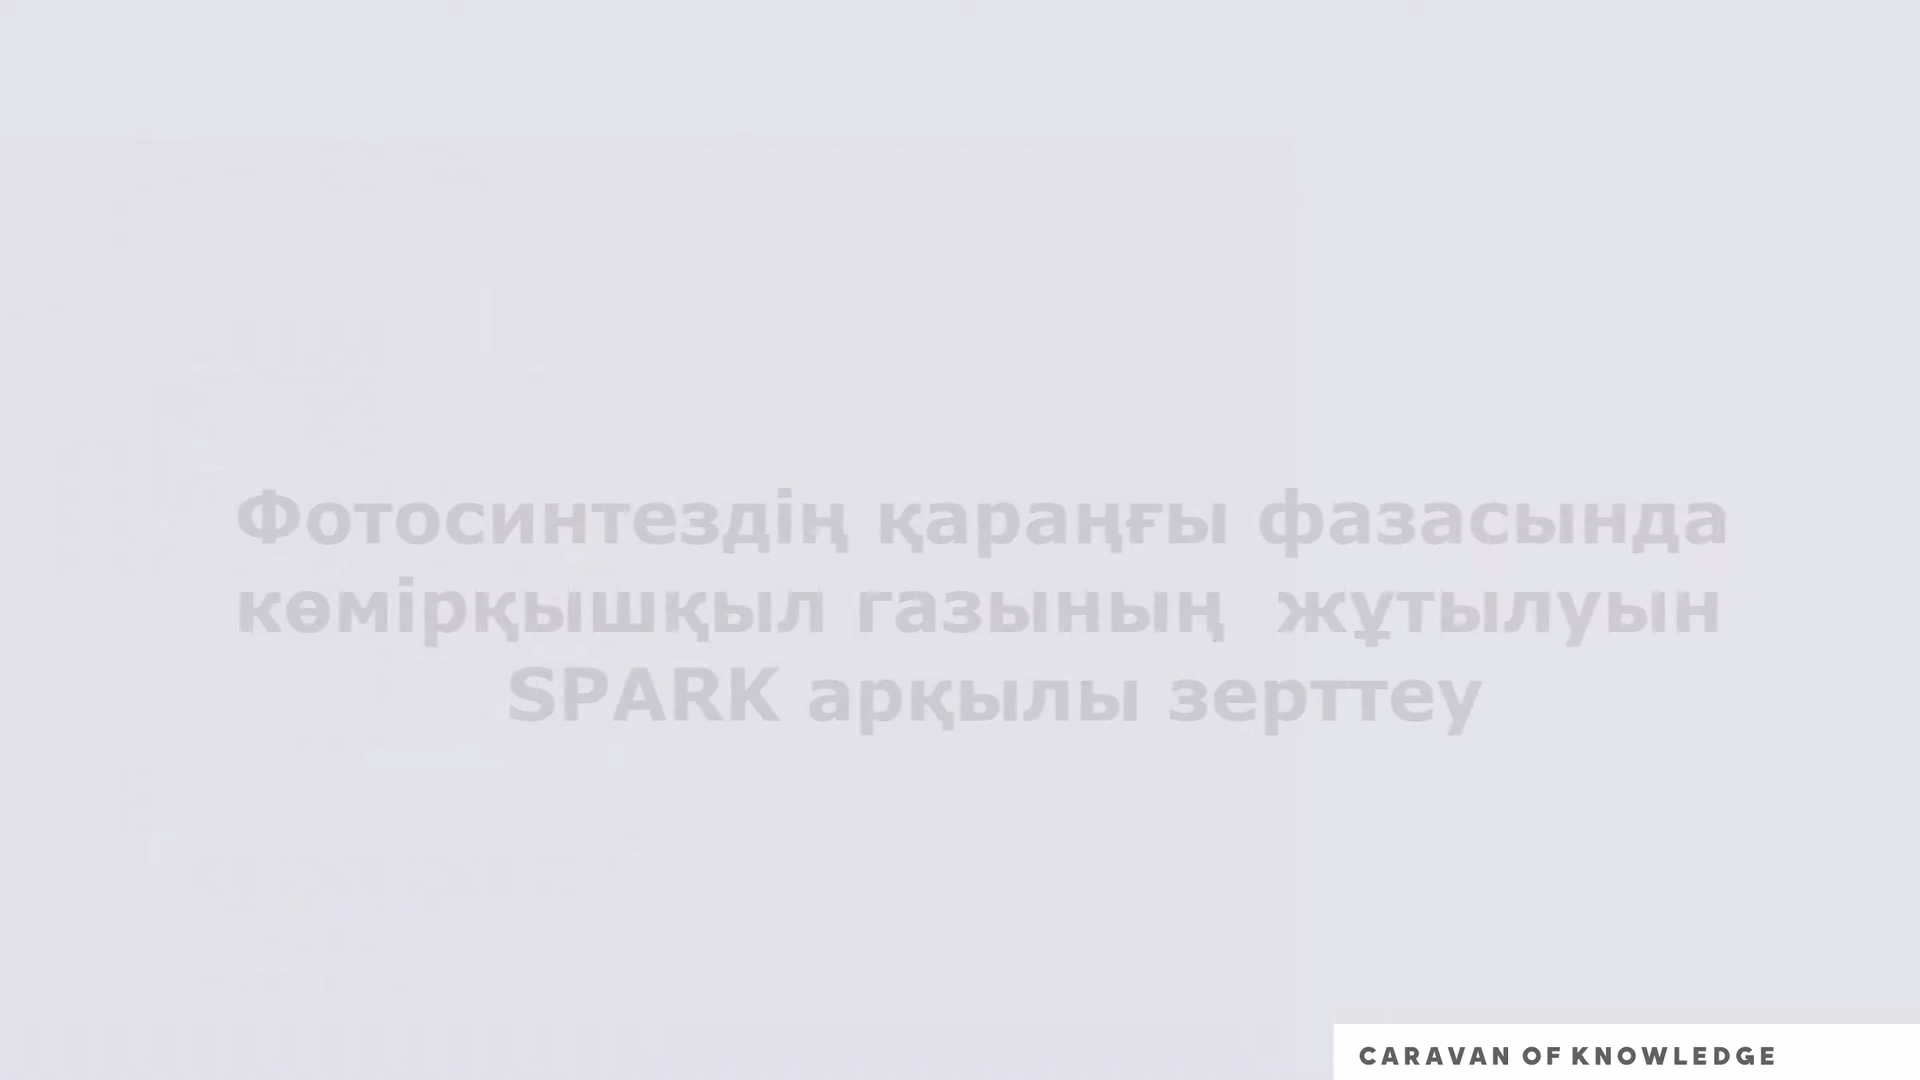 Фотосинтездің қараңғы фазасында
көмірқышқыл газының жұтылуын
SPARK арқылы зерттеу
CARAVAN OF KNOWLEDGE